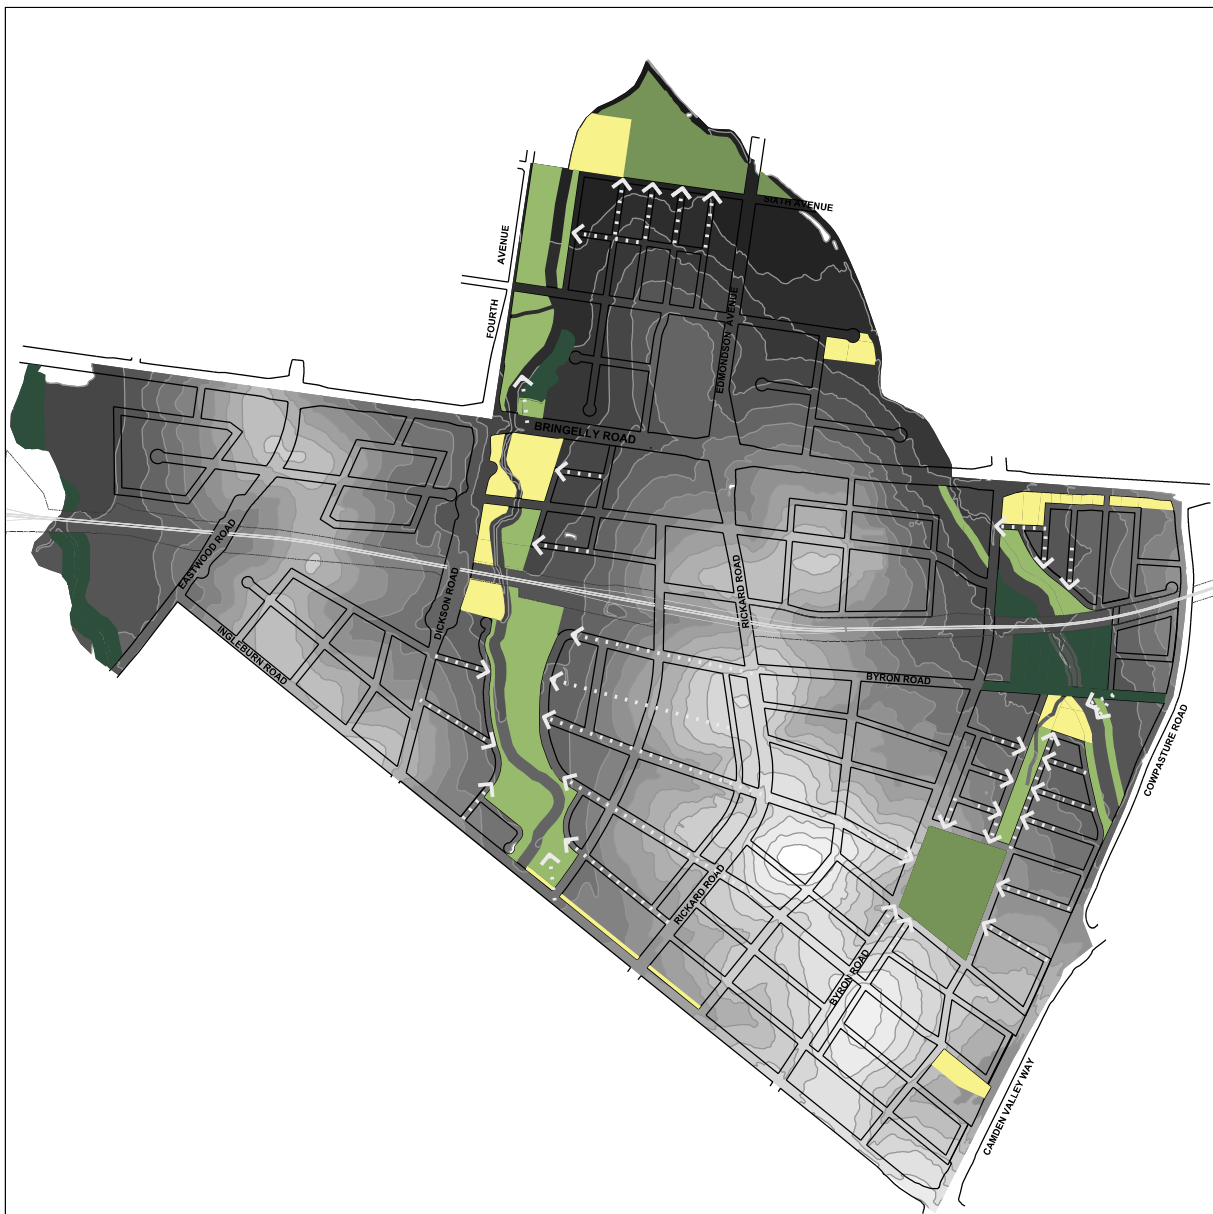 SIXTH AVENUE
AVENUE
FOURTH
EDMONDSON AVENUE
BRINGELLY ROAD
EASTWOOD ROAD
DICKSON ROAD
RICKARD ROAD
INGLEBURN ROAD
BYRON ROAD
COWPASTURE ROAD
RICKARD ROAD
BYRON ROAD
CAMDEN VALLEY WAY